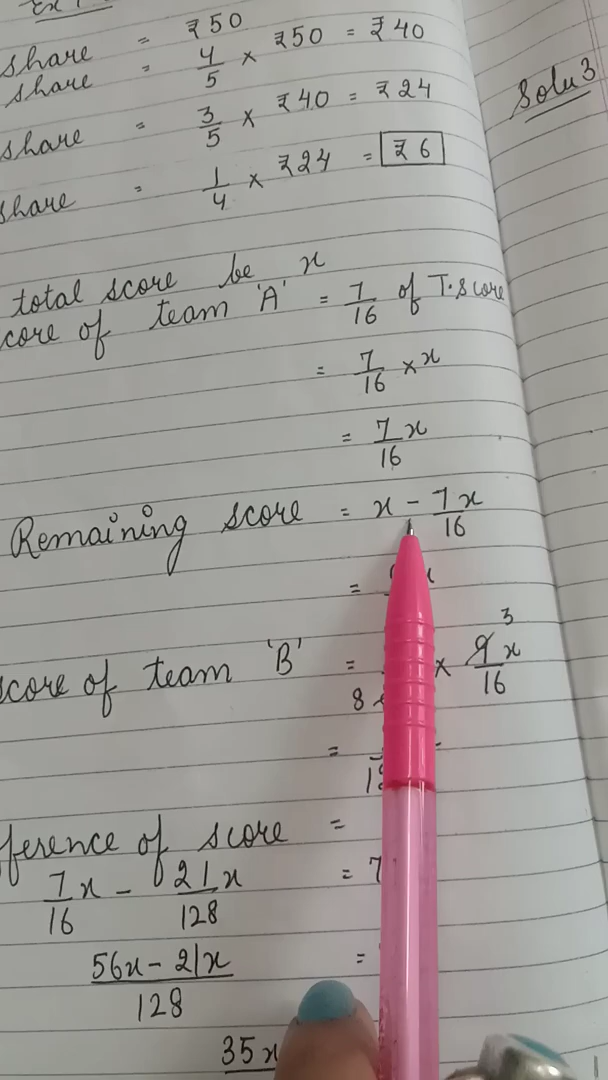 Ex
share = ₹50
share = 4/5 × ₹50 = ₹40
share = 3/5 × ₹40 = ₹24
share = 1/4 × ₹24 = ₹6
Solu 3
total score be x
core of team 'A' = 7/16 of T.score
= 7/16 × x
= 7x/16
Remaining score = x - 7x/16
=
score of team 'B' = × 9x/16
3
8
=
ference of score =
7x/16 - 21x/128 = 7
56x - 21x/128 =
35x